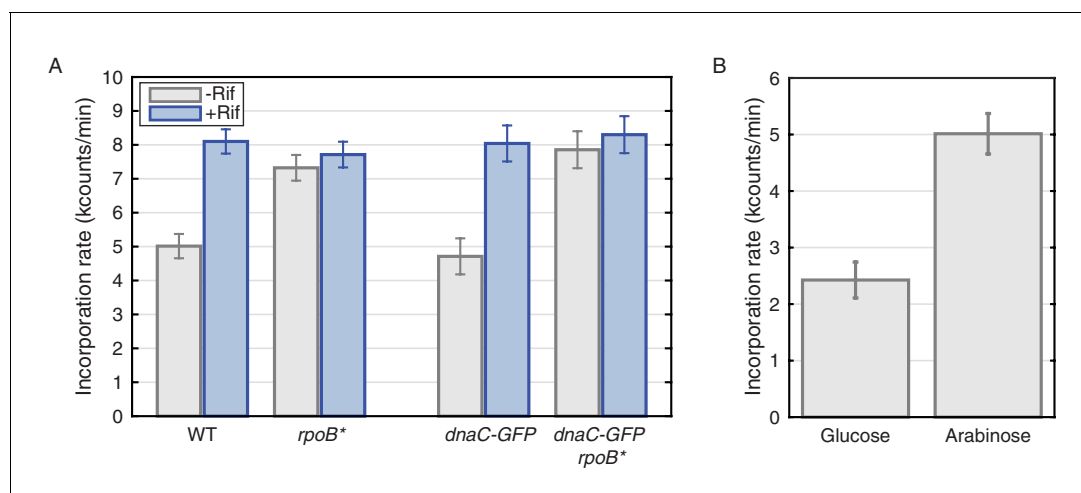 A
Incorporation rate (kcounts/min)
10
9
8
7
6
5
4
3
2
1
0
-Rif
+Rif
WT
rpoB*
dnaC-GFP
dnaC-GFP
rpoB*
B
Incorporation rate (kcounts/min)
6
5
4
3
2
1
0
Glucose
Arabinose